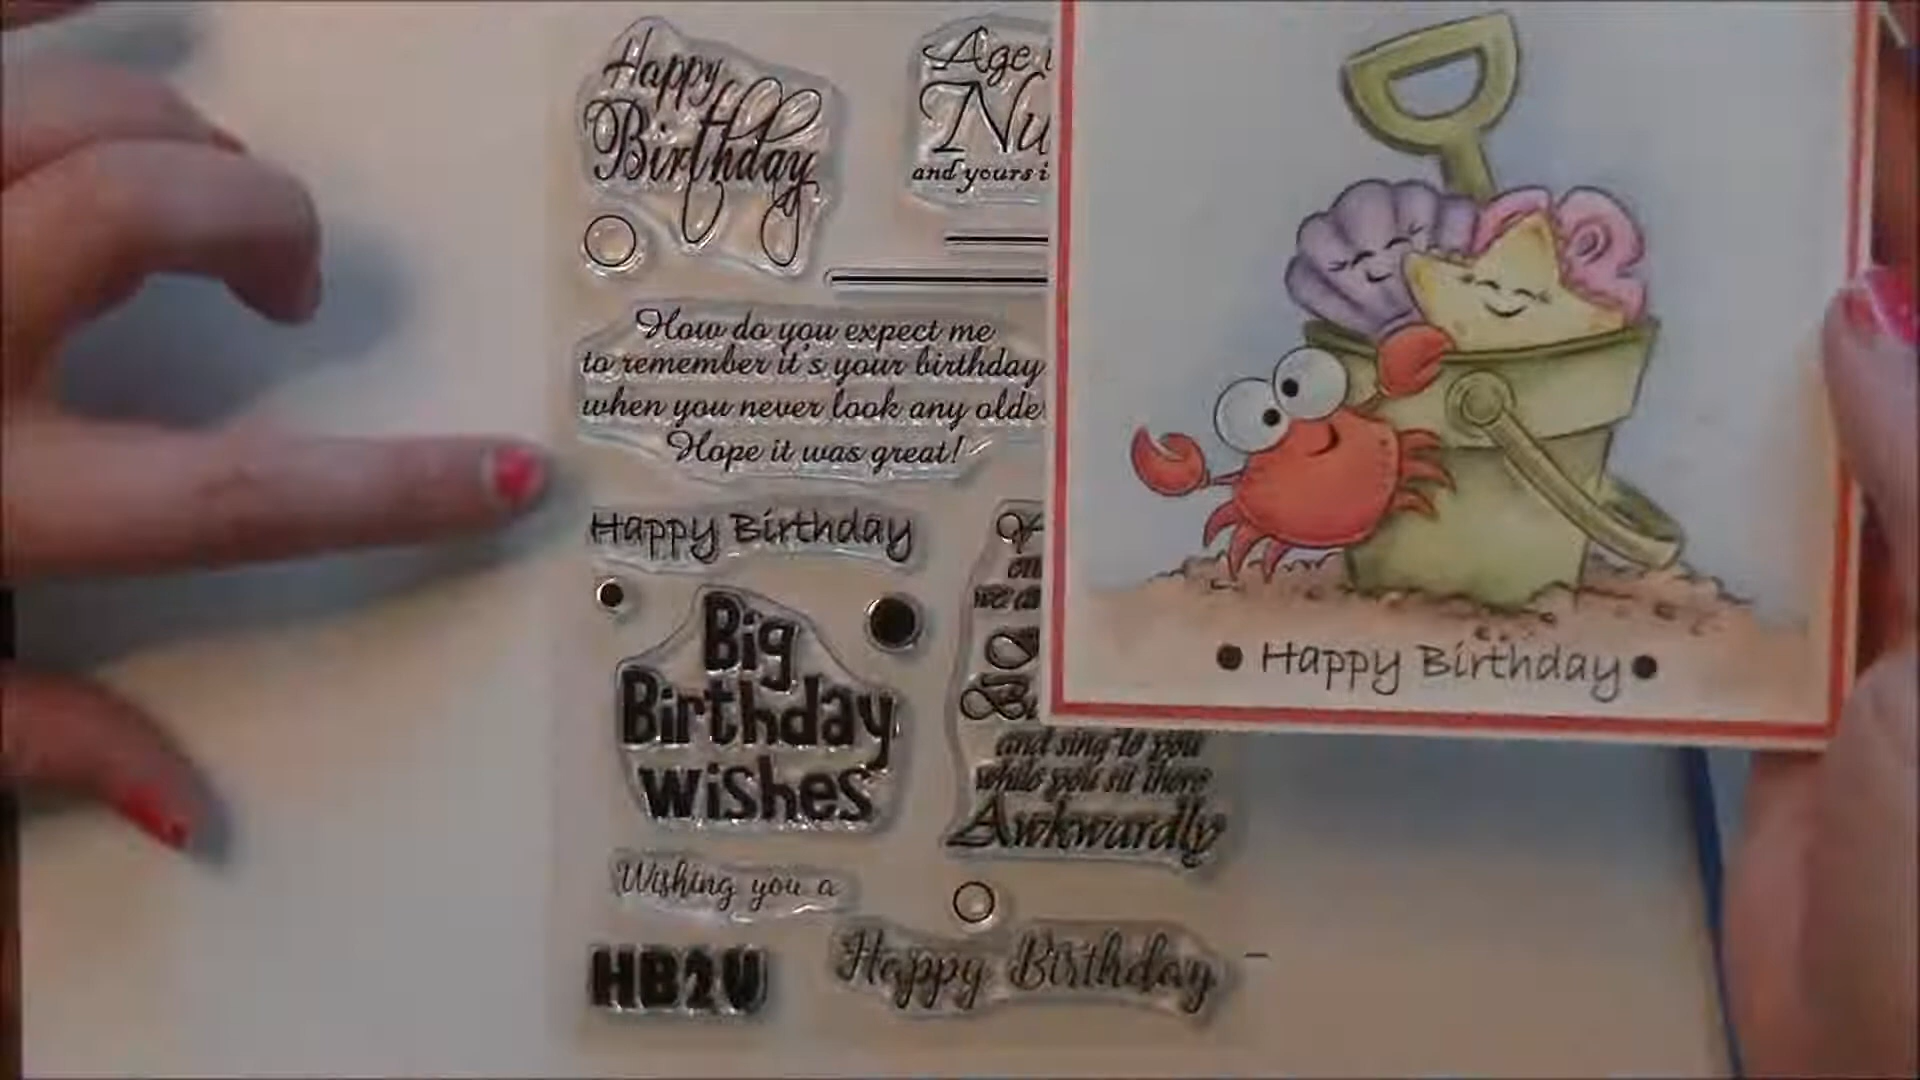 Happy
Birthday
Age
and yours
How do you expect me
to remember it's your birthday
when you never look any
Hope it was great!
Happy Birthday
Big
Birthday
wishes
and sing to you
while you sit there
Awkwardly
Wishing you a
HB2U
Happy Birthday
Happy Birthday